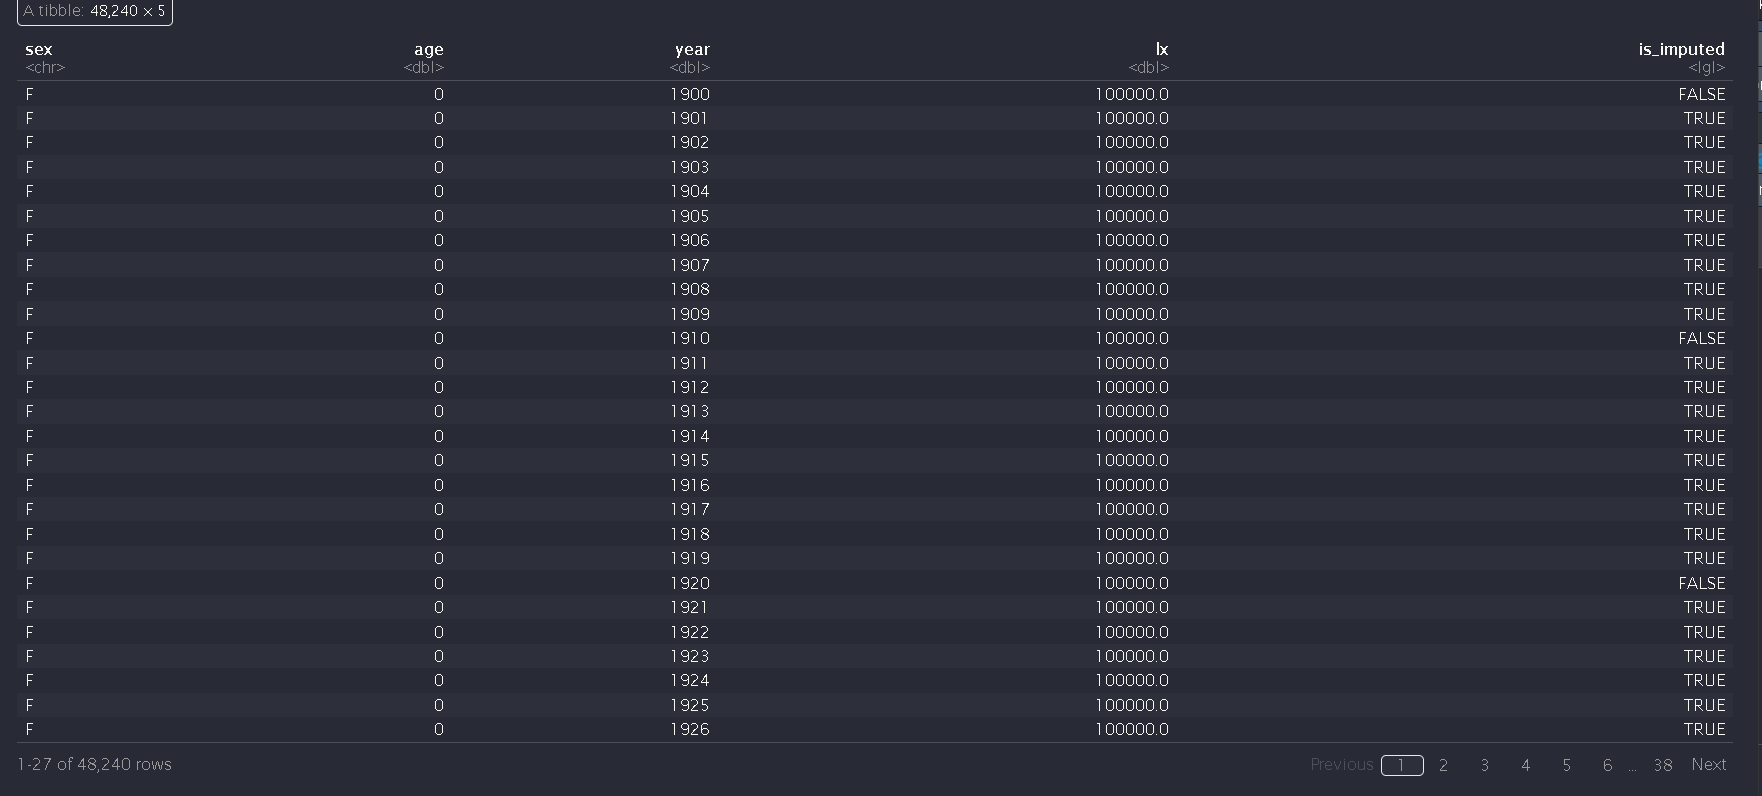 A tibble: 48,240 × 5
sex age year lx is_imputed
<chr> <dbl> <dbl> <dbl> <lgl>
F 0 1900 100000.0 FALSE
F 0 1901 100000.0 TRUE
F 0 1902 100000.0 TRUE
F 0 1903 100000.0 TRUE
F 0 1904 100000.0 TRUE
F 0 1905 100000.0 TRUE
F 0 1906 100000.0 TRUE
F 0 1907 100000.0 TRUE
F 0 1908 100000.0 TRUE
F 0 1909 100000.0 TRUE
F 0 1910 100000.0 FALSE
F 0 1911 100000.0 TRUE
F 0 1912 100000.0 TRUE
F 0 1913 100000.0 TRUE
F 0 1914 100000.0 TRUE
F 0 1915 100000.0 TRUE
F 0 1916 100000.0 TRUE
F 0 1917 100000.0 TRUE
F 0 1918 100000.0 TRUE
F 0 1919 100000.0 TRUE
F 0 1920 100000.0 FALSE
F 0 1921 100000.0 TRUE
F 0 1922 100000.0 TRUE
F 0 1923 100000.0 TRUE
F 0 1924 100000.0 TRUE
F 0 1925 100000.0 TRUE
F 0 1926 100000.0 TRUE
1-27 of 48,240 rows Previous 1 2 3 4 5 6 ... 38 Next